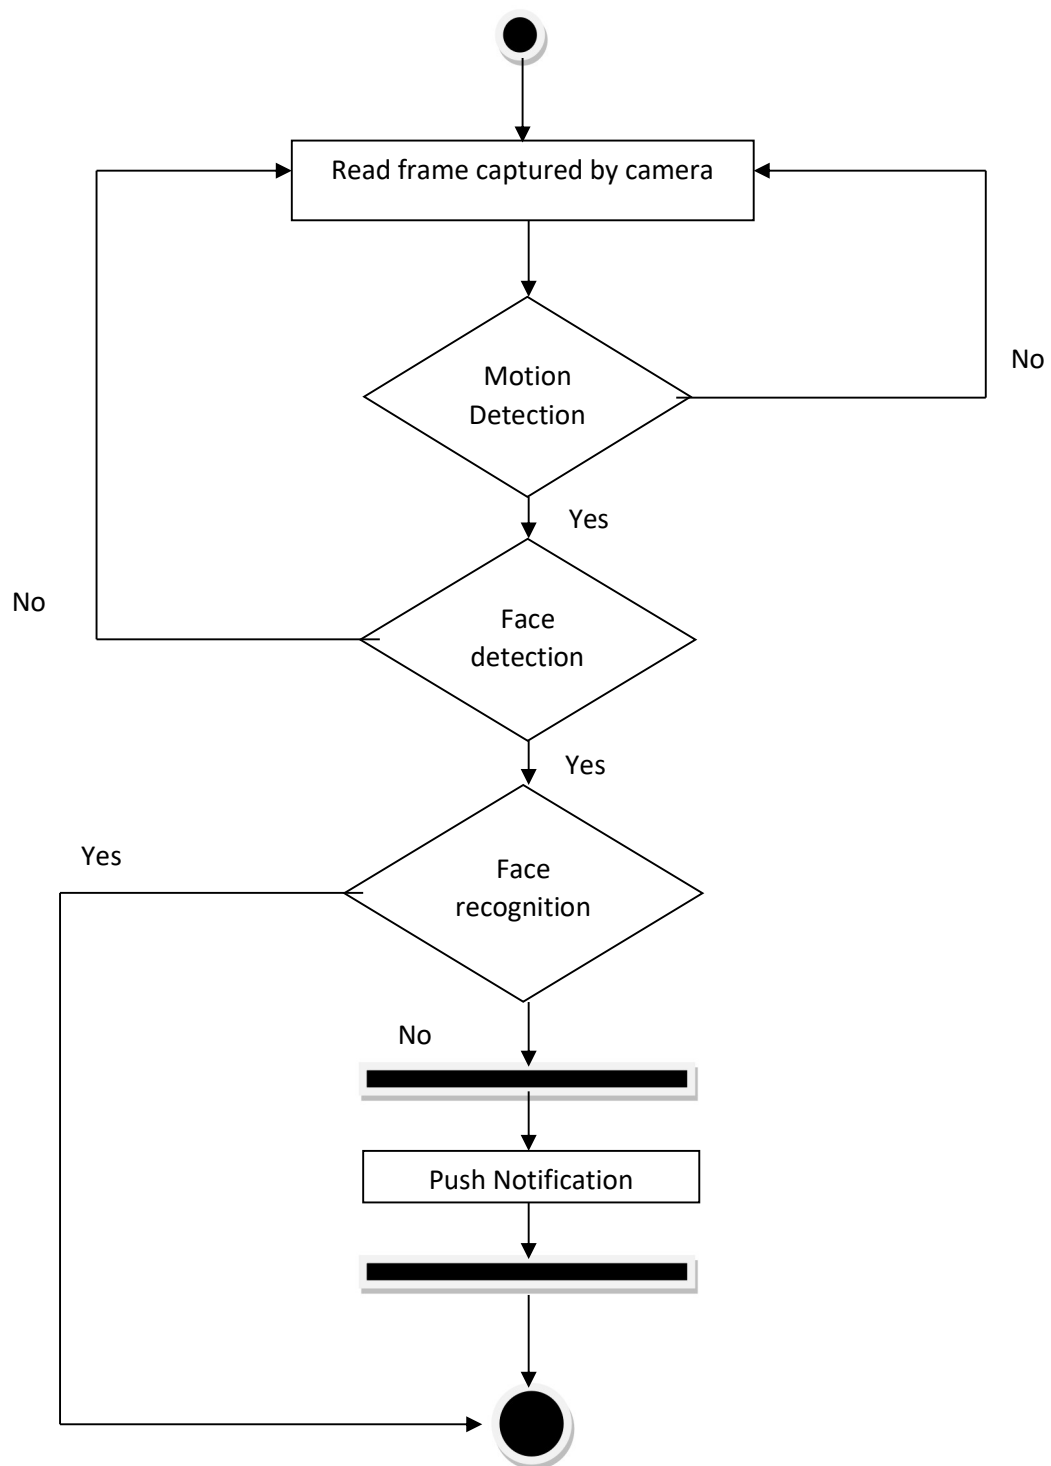 Read frame captured by camera
No
Motion
Detection
Yes
No
Face
detection
Yes
Yes
Face
recognition
No
Push Notification